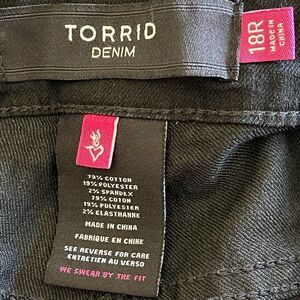 TORRID
DENIM
18R
MADE IN
CHINA
79% COTTON
19% POLYESTER
2% SPANDEX
79% COTON
19% POLYESTER
2% ELASTHANNE
MADE IN CHINA
FABRIQUE EN CHINE
SEE REVERSE FOR CARE
ENTRETIEN AU VERSO
WE SWEAR BY THE FIT